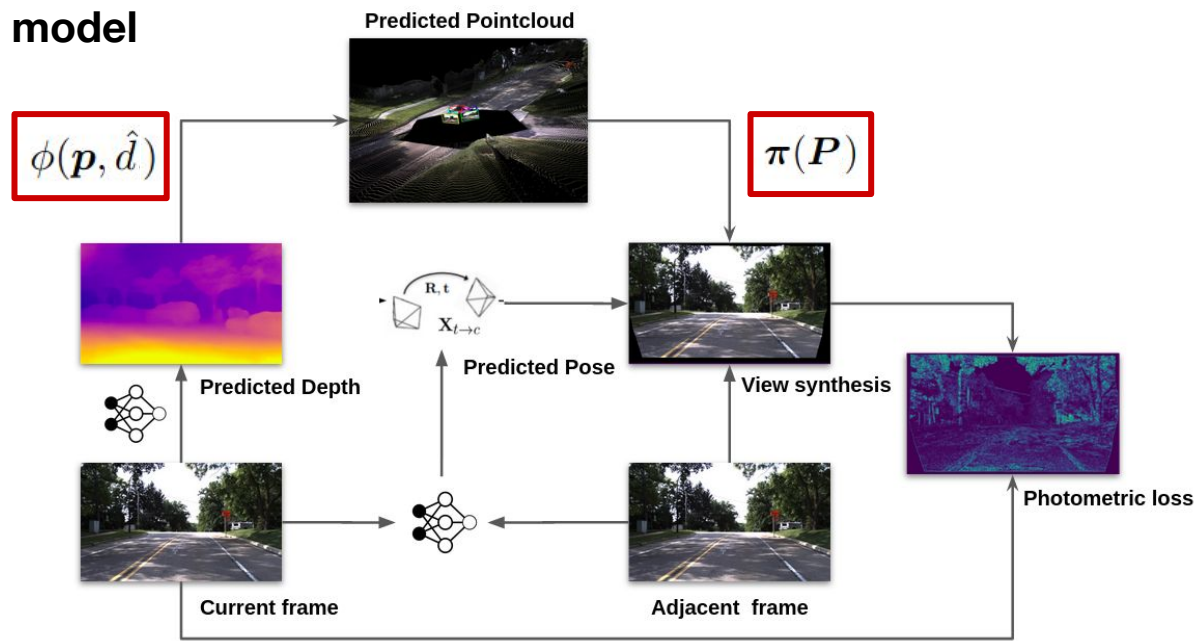 model
Predicted Pointcloud
ϕ(p, d̂)
π(P)
R, t
X_{t→c}
Predicted Pose
Predicted Depth
View synthesis
Photometric loss
Current frame
Adjacent frame